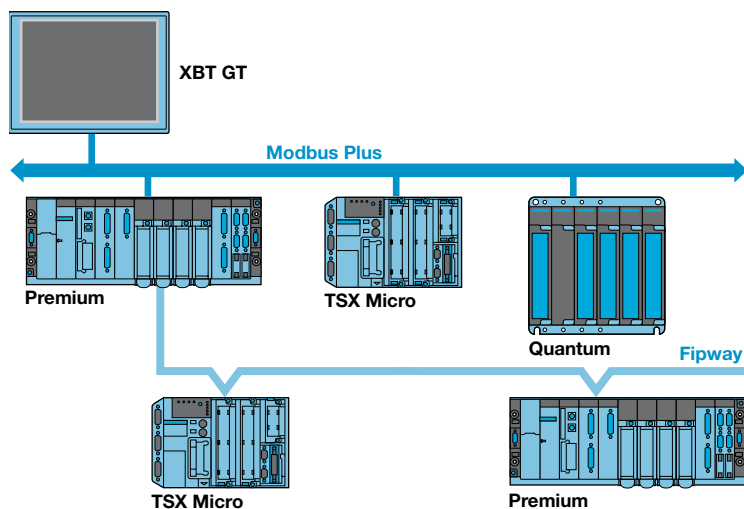 XBT GT
Modbus Plus
Premium
TSX Micro
Quantum
Fipway
TSX Micro
Premium